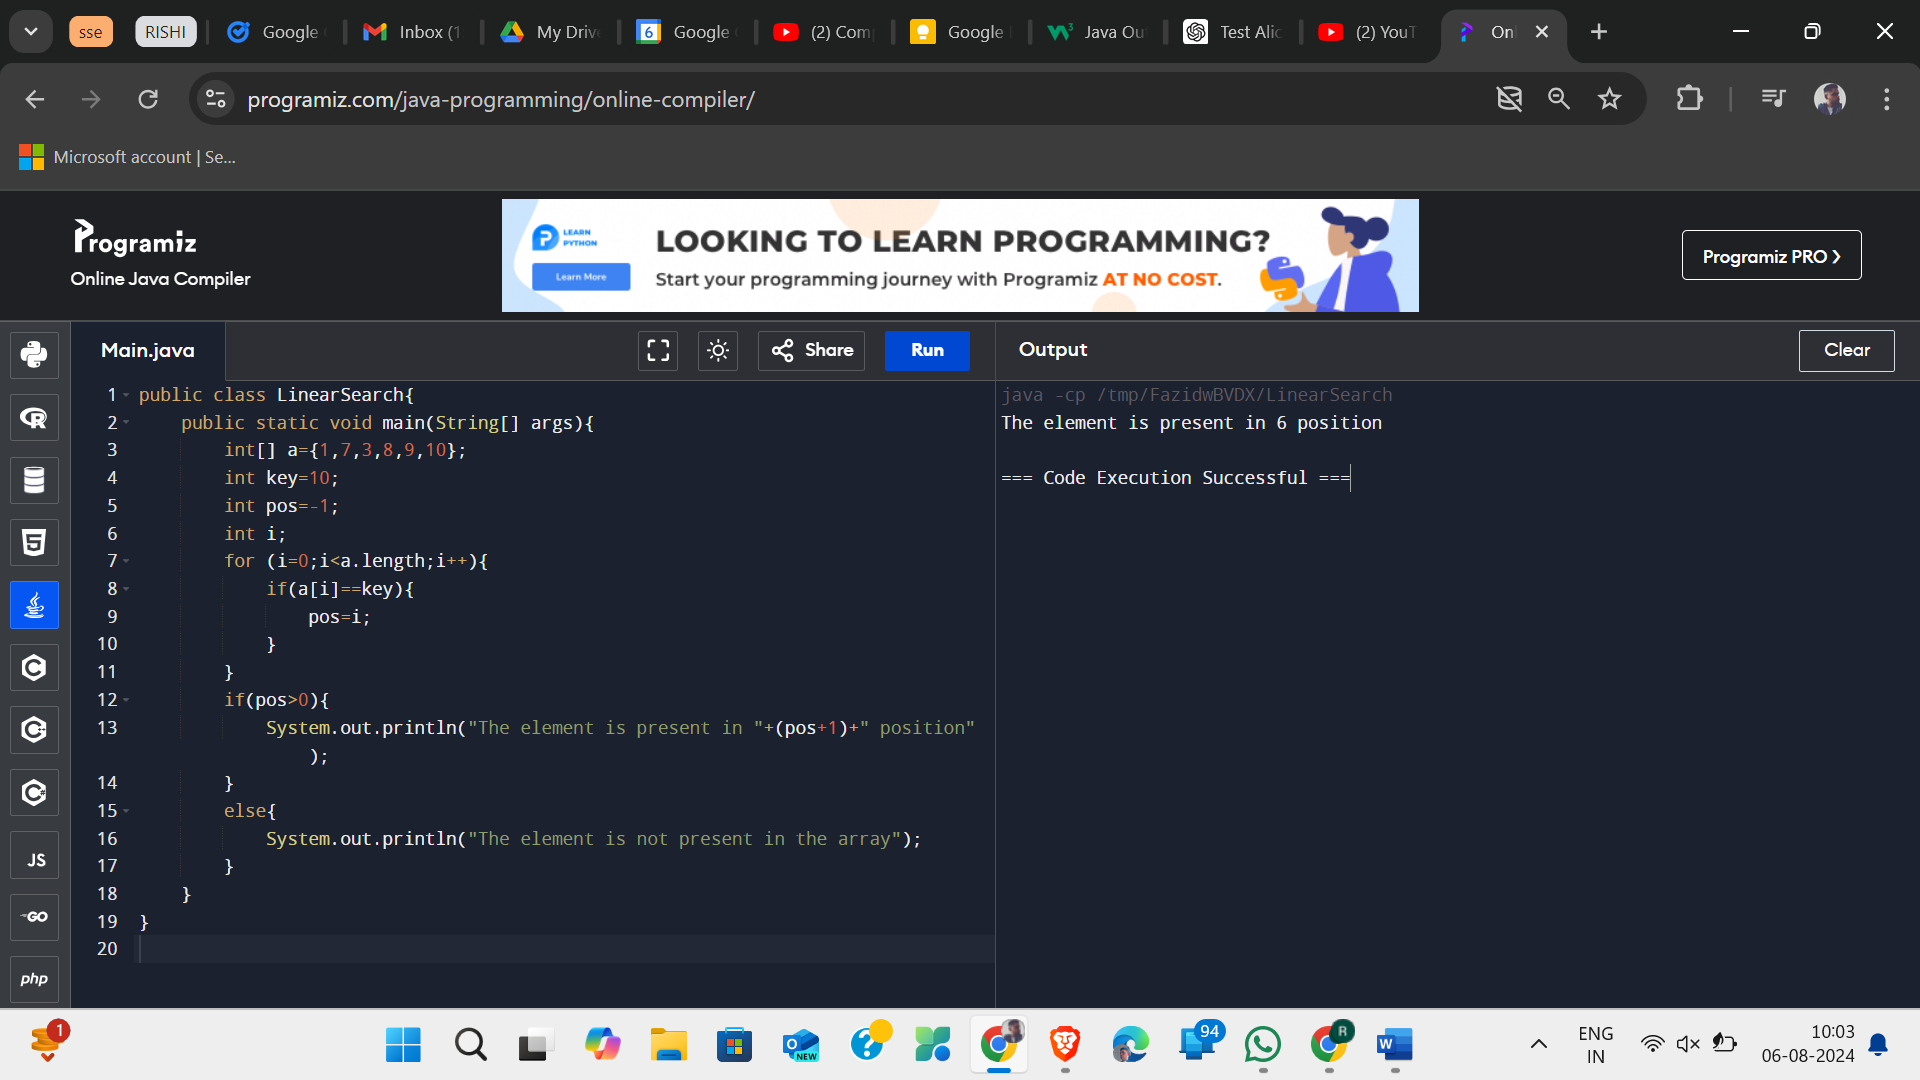 sse
RISHI
Google
Inbox (1
My Drive
6
Google
(2) Com
Google
Java Ou
Test Alic
(2) YouT
Onl
programiz.com/java-programming/online-compiler/
Microsoft account | Se...
Programiz
Online Java Compiler
LEARN
PYTHON
Learn More
LOOKING TO LEARN PROGRAMMING?
Start your programming journey with Programiz AT NO COST.
Programiz PRO
Main.java
Share
Run
Output
Clear
1 public class LinearSearch{
2 public static void main(String[] args){
3 int[] a={1,7,3,8,9,10};
4 int key=10;
5 int pos=-1;
6 int i;
7 for (i=0;i<a.length;i++){
8 if(a[i]==key){
9 pos=i;
10 }
11 }
12 if(pos>0){
13 System.out.println("The element is present in "+(pos+1)+" position"
);
14 }
15 else{
16 System.out.println("The element is not present in the array");
17 }
18 }
19 }
20
java -cp /tmp/FazidwBVDX/LinearSearch
The element is present in 6 position
=== Code Execution Successful ===
JS
GO
php
1
NEW
94
R
W
ENG
IN
10:03
06-08-2024